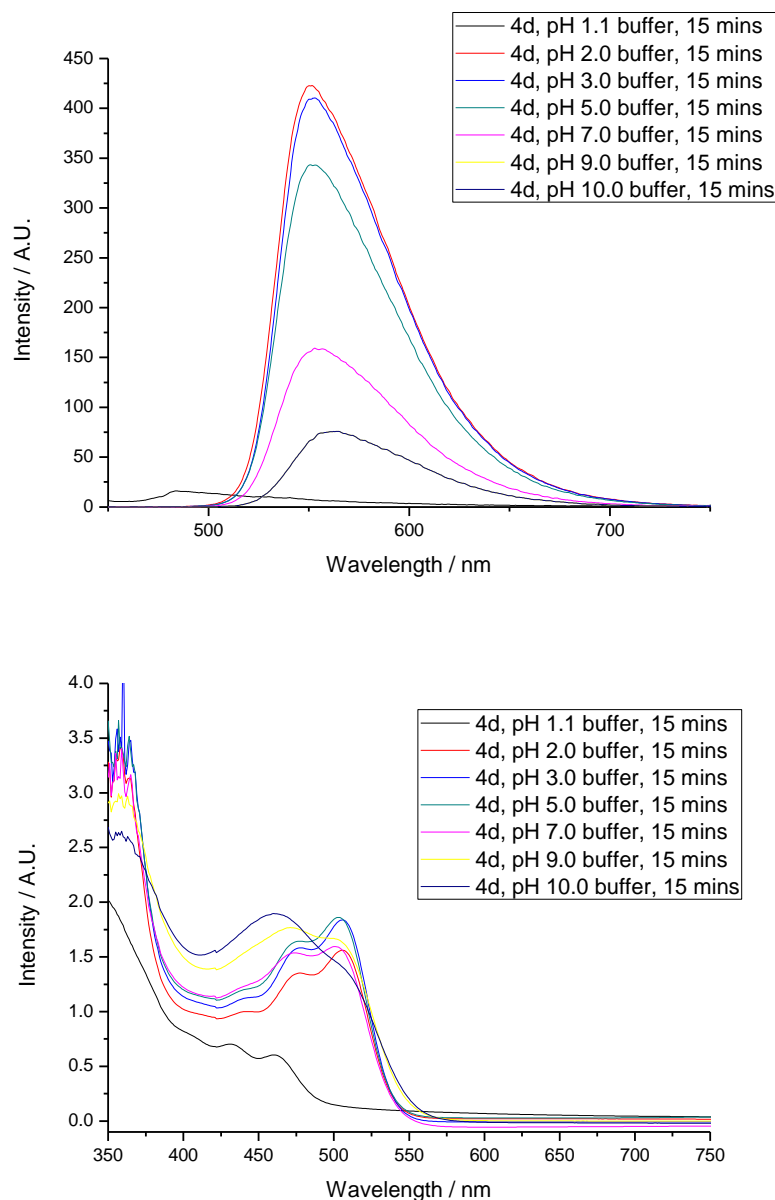 4d, pH 1.1 buffer, 15 mins
4d, pH 2.0 buffer, 15 mins
4d, pH 3.0 buffer, 15 mins
4d, pH 5.0 buffer, 15 mins
4d, pH 7.0 buffer, 15 mins
4d, pH 9.0 buffer, 15 mins
4d, pH 10.0 buffer, 15 mins
450
400
350
300
250
200
150
100
50
0
Intensity / A.U.
500 600 700
Wavelength / nm
4.0
3.5
3.0
2.5
2.0
1.5
1.0
0.5
0.0
Intensity / A.U.
4d, pH 1.1 buffer, 15 mins
4d, pH 2.0 buffer, 15 mins
4d, pH 3.0 buffer, 15 mins
4d, pH 5.0 buffer, 15 mins
4d, pH 7.0 buffer, 15 mins
4d, pH 9.0 buffer, 15 mins
4d, pH 10.0 buffer, 15 mins
350 400 450 500 550 600 650 700 750
Wavelength / nm